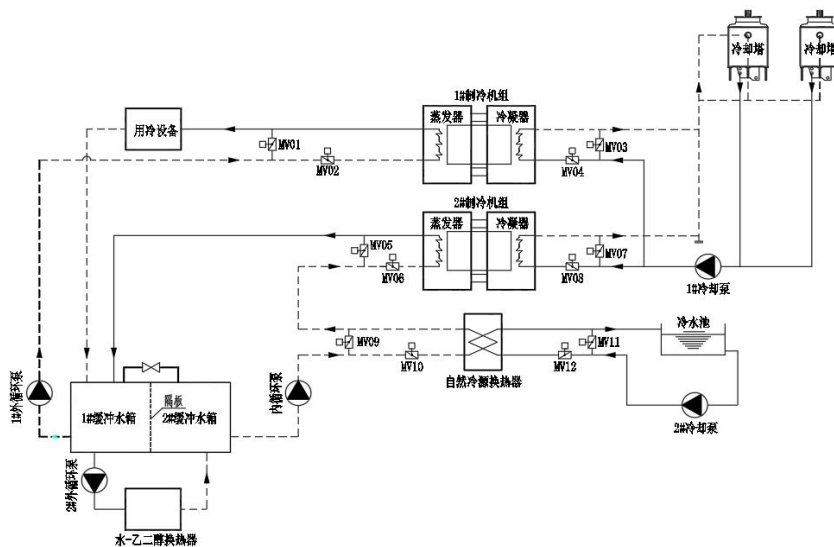 冷却塔
冷却塔
1#制冷机组
用冷设备
蒸发器
冷凝器
MV01
MV02
MV03
MV04
2#制冷机组
蒸发器
冷凝器
MV05
MV06
MV07
MV08
1#冷却泵
冷水池
MV09
MV10
MV11
MV12
自然冷源换热器
1#外循环泵
内循环泵
2#冷却泵
隔板
1#缓冲水箱
2#缓冲水箱
2#外循环泵
水-乙二醇换热器